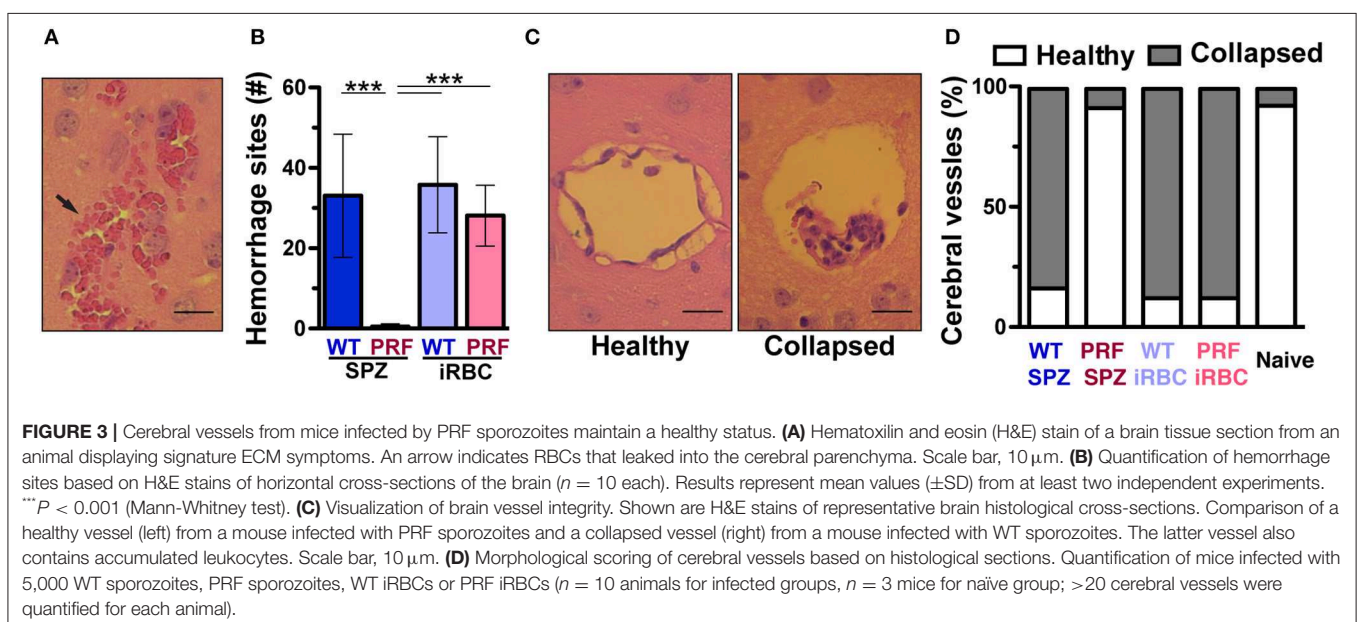 A
B
C
D
Healthy Collapsed
Hemorrhage sites (#)
60
40
20
0
*** ***
WT PRF WT PRF
SPZ iRBC
Healthy Collapsed
Cerebral vessles (%)
100
50
0
WT PRF WT PRF Naive
SPZ SPZ iRBC iRBC
FIGURE 3 | Cerebral vessels from mice infected by PRF sporozoites maintain a healthy status. (A) Hematoxilin and eosin (H&E) stain of a brain tissue section from an
animal displaying signature ECM symptoms. An arrow indicates RBCs that leaked into the cerebral parenchyma. Scale bar, 10 μm. (B) Quantification of hemorrhage
sites based on H&E stains of horizontal cross-sections of the brain (n = 10 each). Results represent mean values (±SD) from at least two independent experiments.
***P < 0.001 (Mann-Whitney test). (C) Visualization of brain vessel integrity. Shown are H&E stains of representative brain histological cross-sections. Comparison of a
healthy vessel (left) from a mouse infected with PRF sporozoites and a collapsed vessel (right) from a mouse infected with WT sporozoites. The latter vessel also
contains accumulated leukocytes. Scale bar, 10 μm. (D) Morphological scoring of cerebral vessels based on histological sections. Quantification of mice infected with
5,000 WT sporozoites, PRF sporozoites, WT iRBCs or PRF iRBCs (n = 10 animals for infected groups, n = 3 mice for naïve group; >20 cerebral vessels were
quantified for each animal).